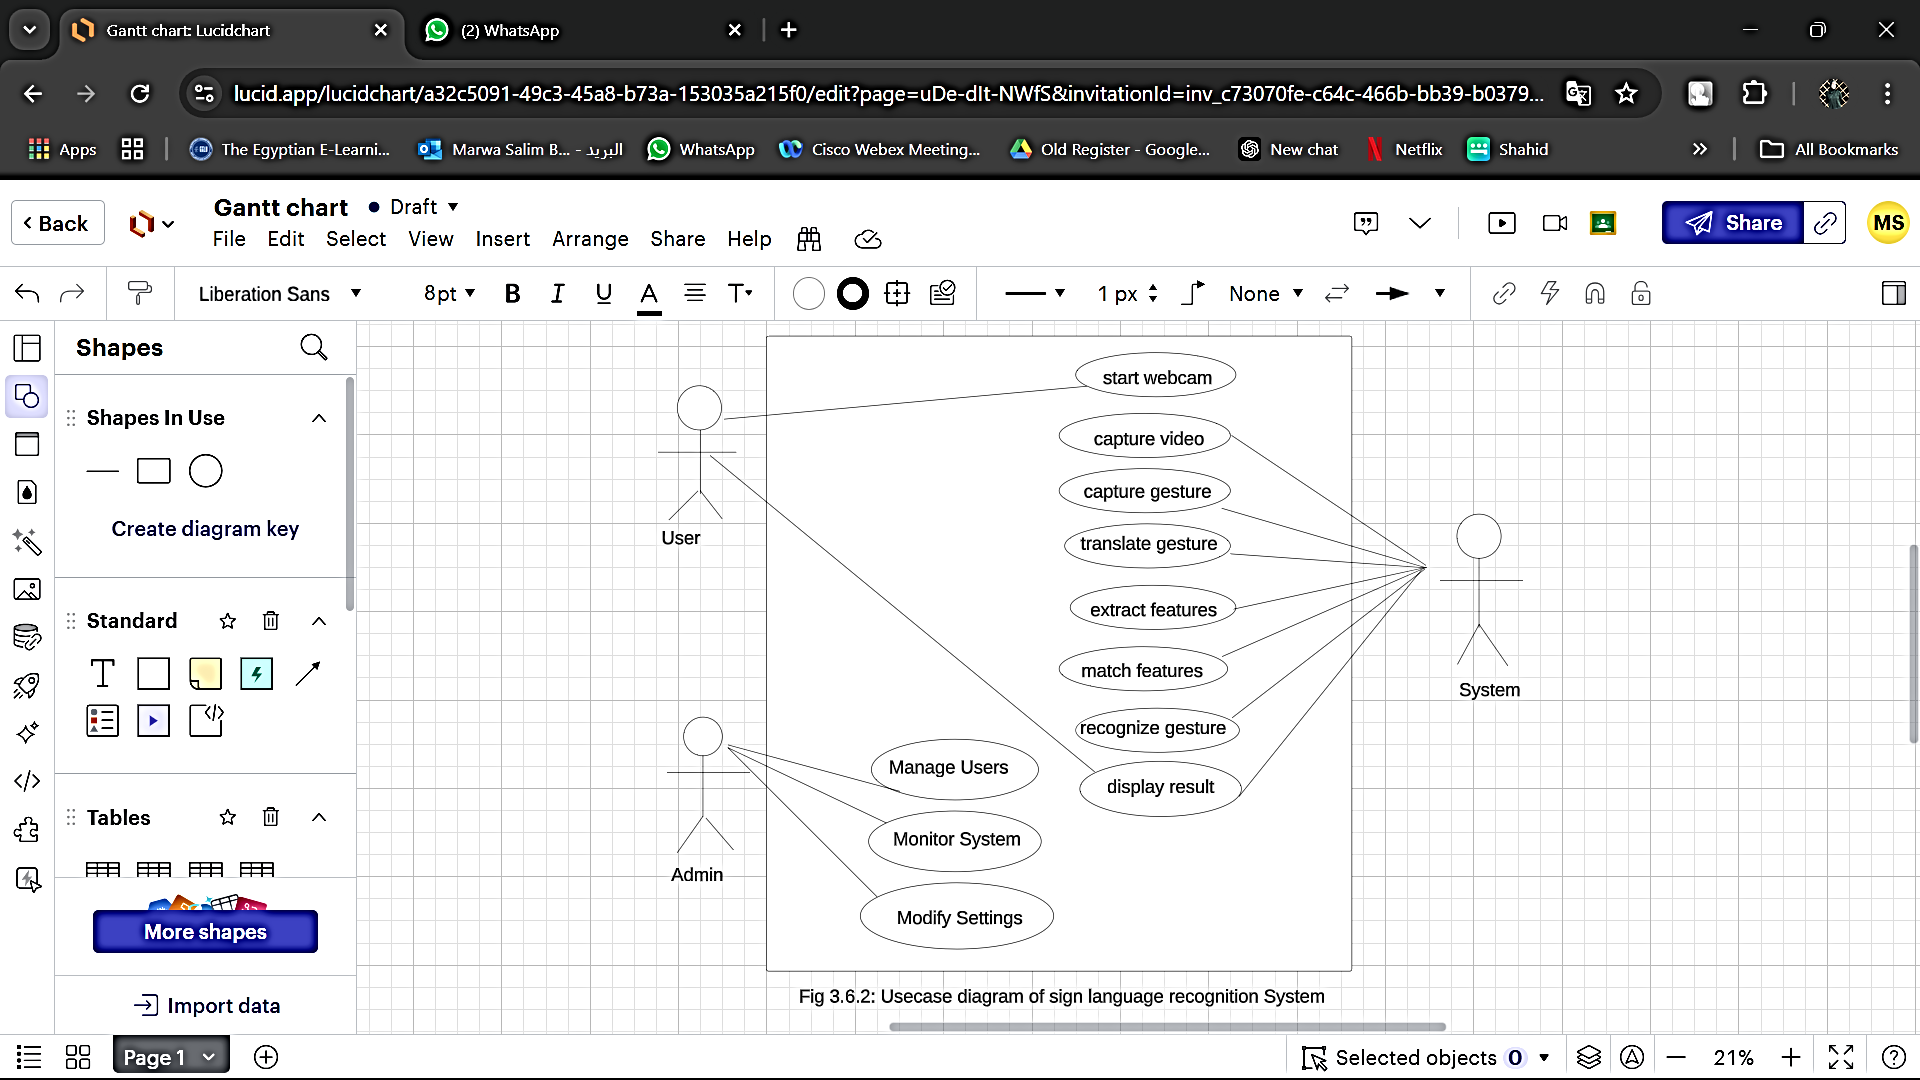 Gantt chart: Lucidchart
(2) WhatsApp
lucid.app/lucidchart/a32c5091-49c3-45a8-b73a-153035a215f0/edit?page=uDe-dIt-NWfS&invitationId=inv_c73070fe-c64c-466b-bb39-b0379...
Apps
The Egyptian E-Learni...
Marwa Salim B... - البريد
WhatsApp
Cisco Webex Meeting...
Old Register - Google...
New chat
Netflix
Shahid
All Bookmarks
Back
Gantt chart
Draft
File Edit Select View Insert Arrange Share Help
Share
MS
Liberation Sans
8pt
B I U A T
1 px
None
Shapes
Shapes In Use
Create diagram key
Standard
T
Tables
More shapes
Import data
start webcam
capture video
capture gesture
translate gesture
extract features
match features
recognize gesture
display result
User
System
Manage Users
Monitor System
Modify Settings
Admin
Fig 3.6.2: Usecase diagram of sign language recognition System
Page 1
Selected objects 0
21%